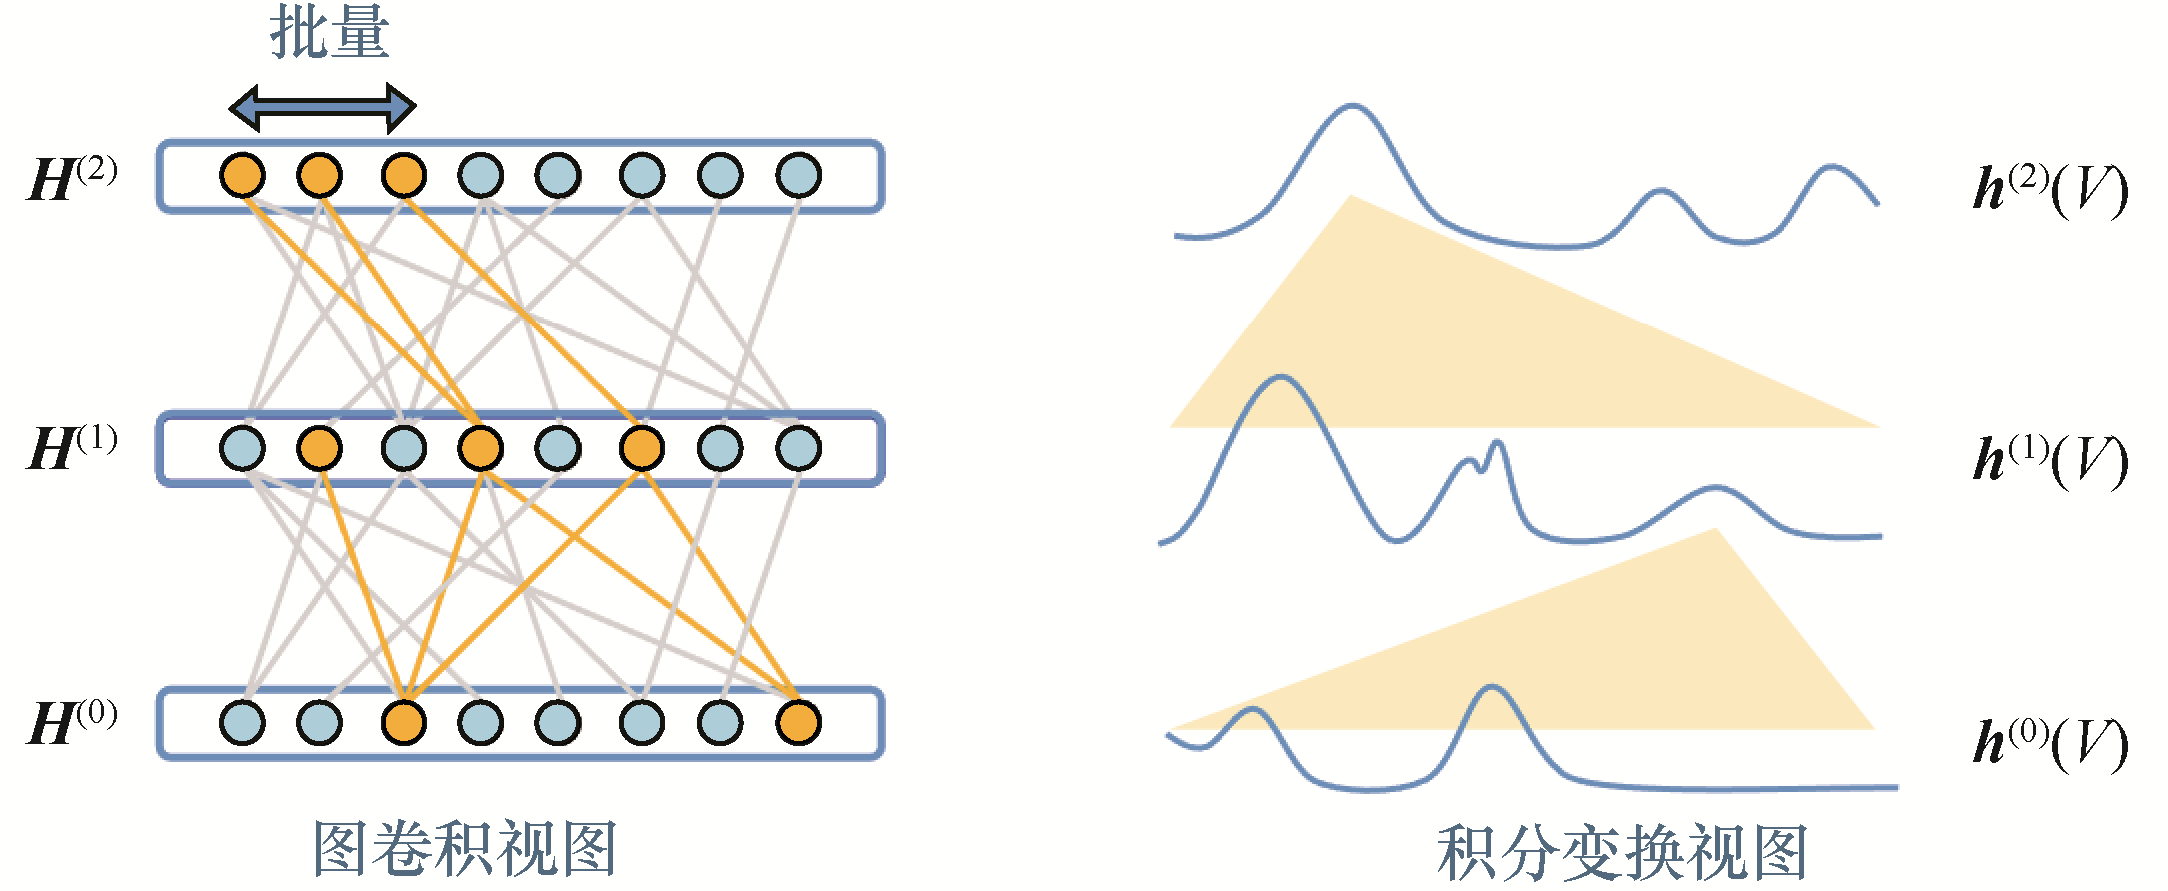 批量
H(2)
H(1)
H(0)
图卷积视图
h(2)(V)
h(1)(V)
h(0)(V)
积分变换视图